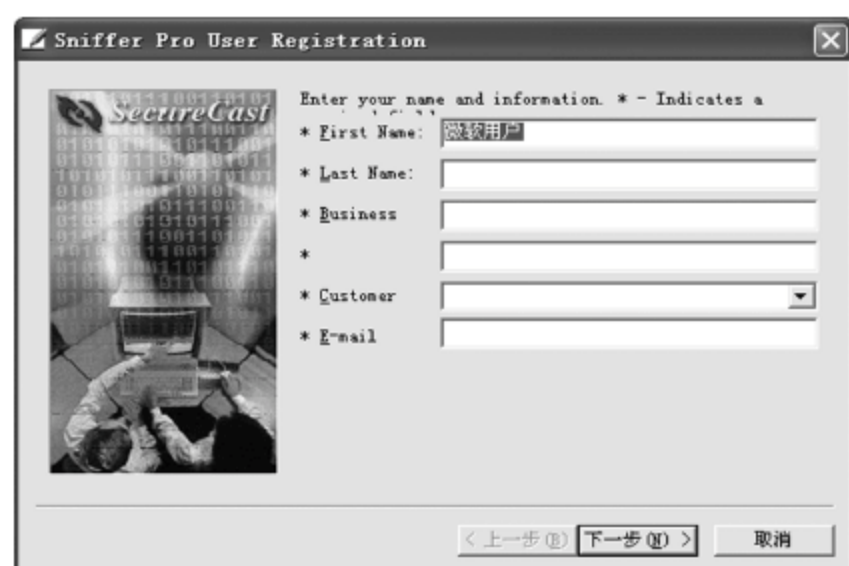 Sniffer Pro User Registration
SecureCast
Enter your name and information. * - Indicates a
* First Name: 微软用户
* Last Name:
* Business
*
* Customer
* E-mail
< 上一步(B) 下一步(N) > 取消